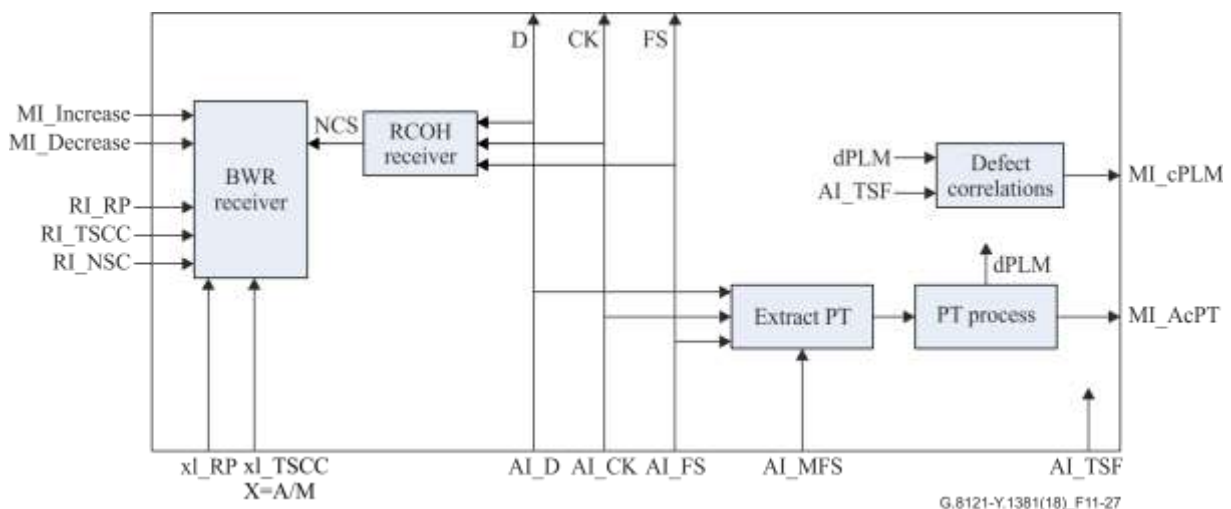 D CK FS
MI_Increase
MI_Decrease
RI_RP
RI_TSCC
RI_NSC
BWR
receiver
NCS
RCOH
receiver
dPLM
AI_TSF
Defect
correlations
MI_cPLM
dPLM
Extract PT
PT process
MI_AcPT
xI_RP xI_TSCC
X=A/M
AI_D AI_CK AI_FS
AI_MFS
AI_TSF
G.8121-Y.1381(18)_F11-27